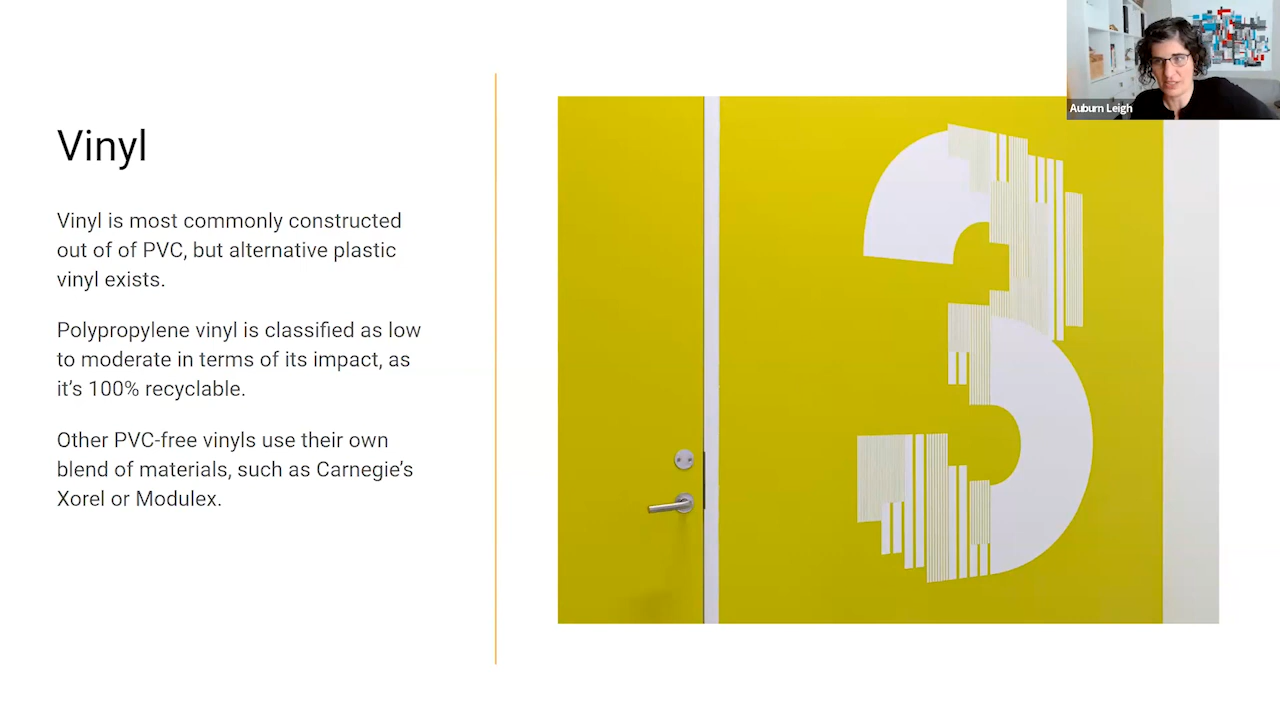 Vinyl
Vinyl is most commonly constructed
out of of PVC, but alternative plastic
vinyl exists.
Polypropylene vinyl is classified as low
to moderate in terms of its impact, as
it's 100% recyclable.
Other PVC-free vinyls use their own
blend of materials, such as Carnegie's
Xorel or Modulex.
3
Auburn Leigh